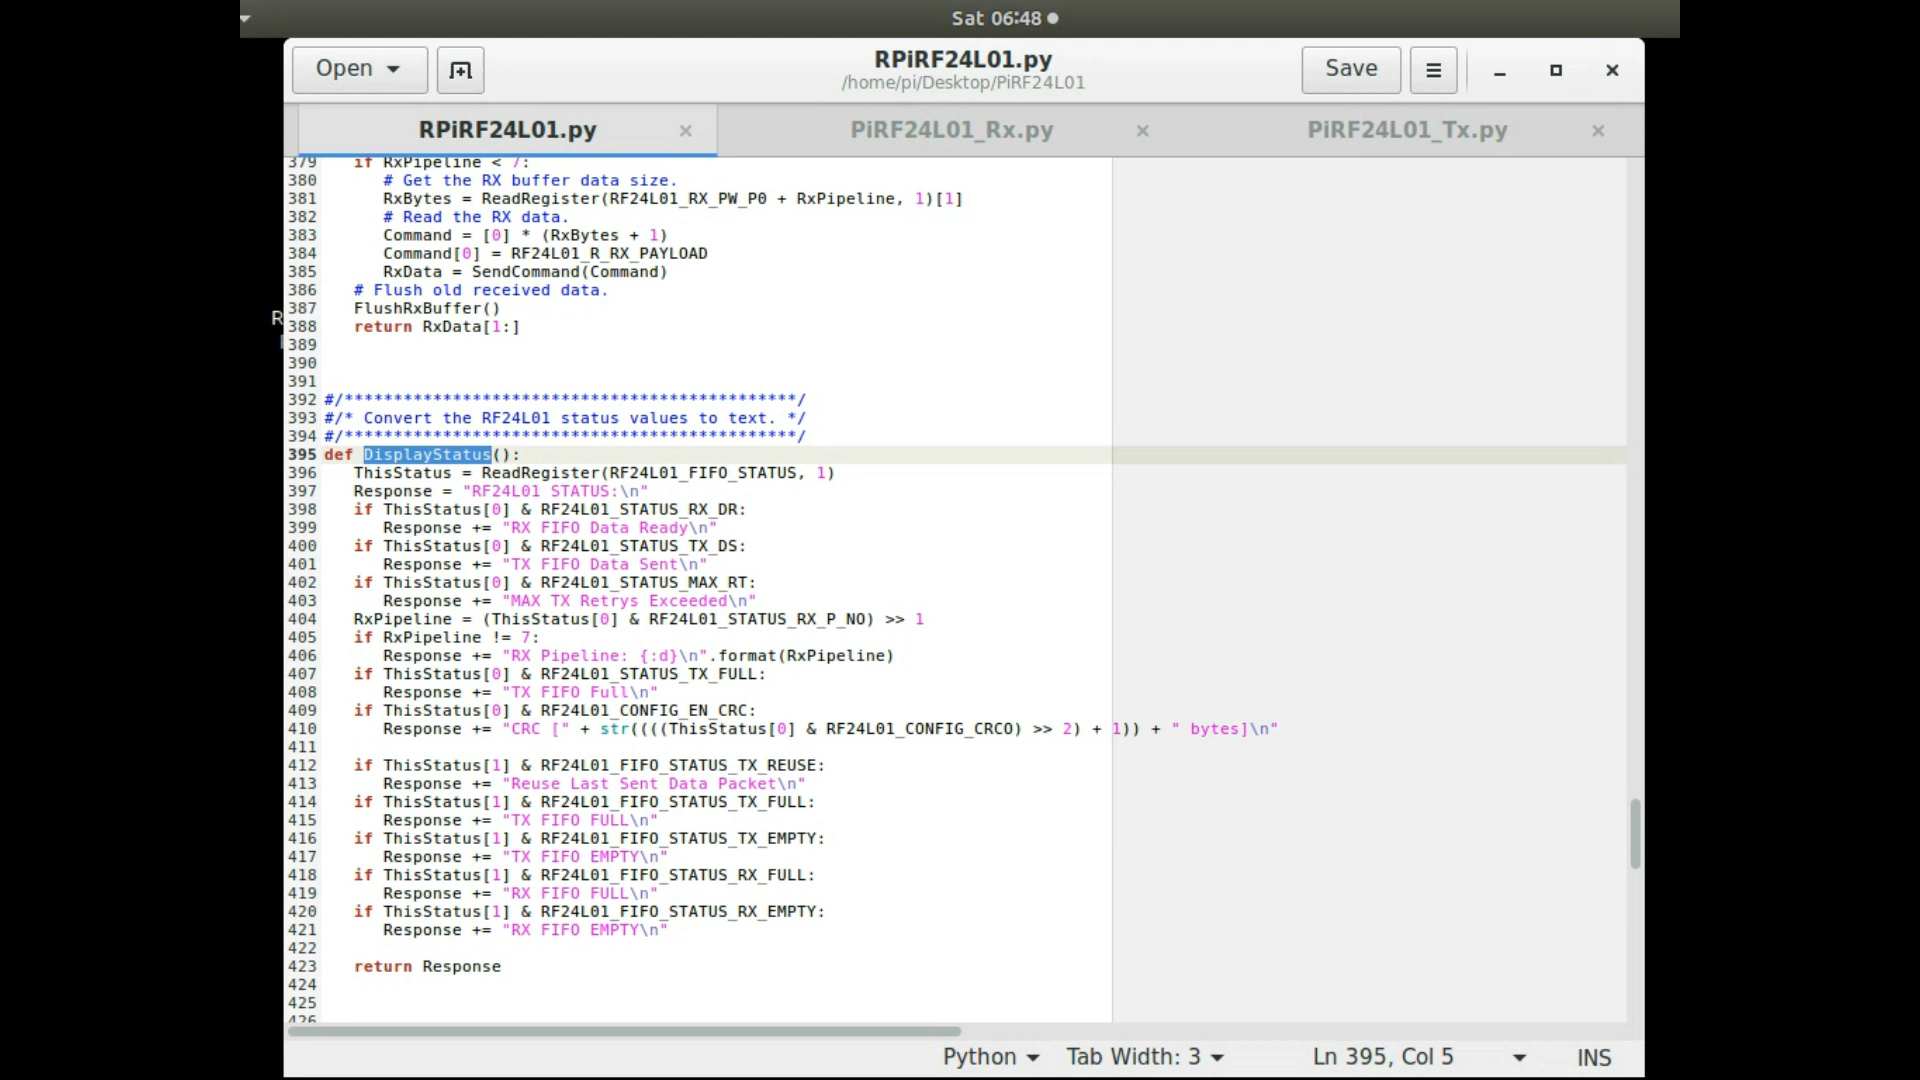 Sat 06:48
Open
RPiRF24L01.py
/home/pi/Desktop/PiRF24L01
Save
RPiRF24L01.py
PiRF24L01_Rx.py
PiRF24L01_Tx.py
379    if RxPipeline < 7:
380       # Get the RX buffer data size.
381       RxBytes = ReadRegister(RF24L01_RX_PW_P0 + RxPipeline, 1)[1]
382       # Read the RX data.
383       Command = [0] * (RxBytes + 1)
384       Command[0] = RF24L01_R_RX_PAYLOAD
385       RxData = SendCommand(Command)
386    # Flush old received data.
387    FlushRxBuffer()
388    return RxData[1:]
389
390
391
392 #/**********************************************/
393 #/* Convert the RF24L01 status values to text. */
394 #/**********************************************/
395 def DisplayStatus():
396    ThisStatus = ReadRegister(RF24L01_FIFO_STATUS, 1)
397    Response = "RF24L01 STATUS:\n"
398    if ThisStatus[0] & RF24L01_STATUS_RX_DR:
399       Response += "RX FIFO Data Ready\n"
400    if ThisStatus[0] & RF24L01_STATUS_TX_DS:
401       Response += "TX FIFO Data Sent\n"
402    if ThisStatus[0] & RF24L01_STATUS_MAX_RT:
403       Response += "MAX TX Retrys Exceeded\n"
404    RxPipeline = (ThisStatus[0] & RF24L01_STATUS_RX_P_NO) >> 1
405    if RxPipeline != 7:
406       Response += "RX Pipeline: {:d}\n".format(RxPipeline)
407    if ThisStatus[0] & RF24L01_STATUS_TX_FULL:
408       Response += "TX FIFO Full\n"
409    if ThisStatus[0] & RF24L01_CONFIG_EN_CRC:
410       Response += "CRC [" + str((((ThisStatus[0] & RF24L01_CONFIG_CRCO) >> 2) + 1)) + " bytes]\n"
411
412    if ThisStatus[1] & RF24L01_FIFO_STATUS_TX_REUSE:
413       Response += "Reuse Last Sent Data Packet\n"
414    if ThisStatus[1] & RF24L01_FIFO_STATUS_TX_FULL:
415       Response += "TX FIFO FULL\n"
416    if ThisStatus[1] & RF24L01_FIFO_STATUS_TX_EMPTY:
417       Response += "TX FIFO EMPTY\n"
418    if ThisStatus[1] & RF24L01_FIFO_STATUS_RX_FULL:
419       Response += "RX FIFO FULL\n"
420    if ThisStatus[1] & RF24L01_FIFO_STATUS_RX_EMPTY:
421       Response += "RX FIFO EMPTY\n"
422
423    return Response
424
425
426
Python
Tab Width: 3
Ln 395, Col 5
INS